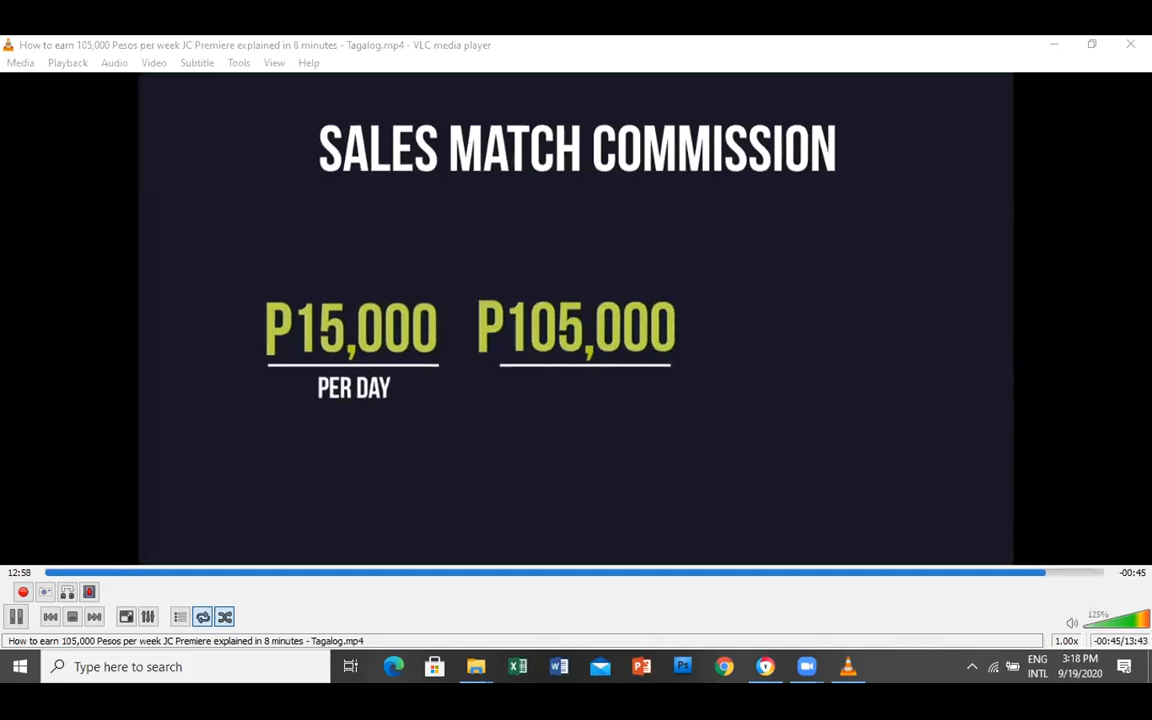 How to earn 105,000 Pesos per week JC Premiere explained in 8 minutes - Tagalog.mp4 - VLC media player
Media Playback Audio Video Subtitle Tools View Help
SALES MATCH COMMISSION
P15,000 P105,000
PER DAY
12:58 -00:45
125%
How to earn 105,000 Pesos per week JC Premiere explained in 8 minutes - Tagalog.mp4 1.00x -00:45/13:43
Type here to search
ENG 3:18 PM
INTL 9/19/2020